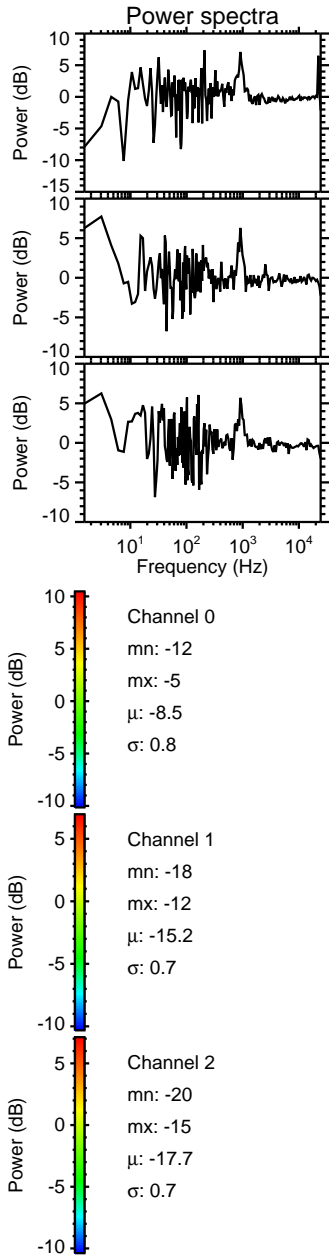 Power spectra
10
5
0
-5
-10
-15
Power (dB)
10
5
0
-5
-10
Power (dB)
10
5
0
-5
-10
Power (dB)
10¹ 10² 10³ 10⁴
Frequency (Hz)
10
5
0
-5
-10
Power (dB)
Channel 0
mn: -12
mx: -5
μ: -8.5
σ: 0.8
5
0
-5
-10
Power (dB)
Channel 1
mn: -18
mx: -12
μ: -15.2
σ: 0.7
5
0
-5
-10
Power (dB)
Channel 2
mn: -20
mx: -15
μ: -17.7
σ: 0.7